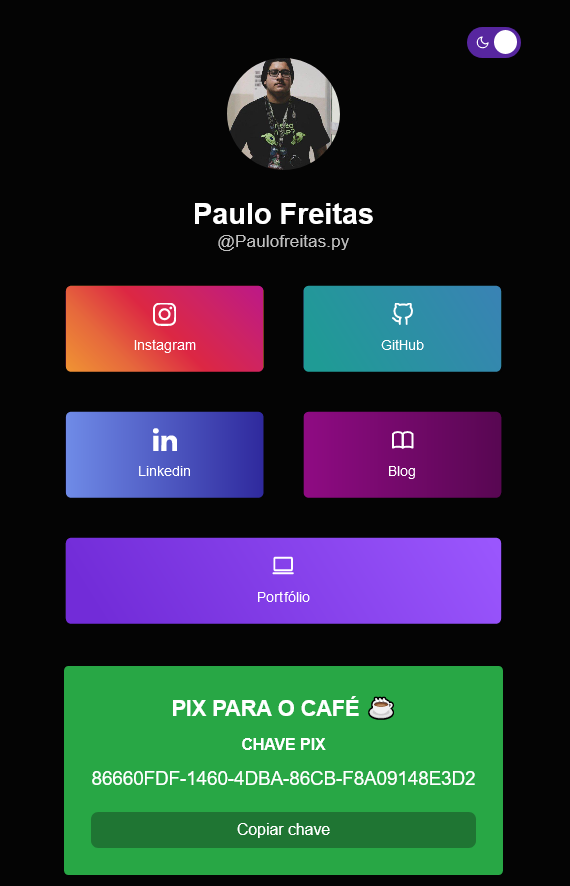 Paulo Freitas
@Paulofreitas.py
Instagram
GitHub
Linkedin
Blog
Portfólio
PIX PARA O CAFÉ
CHAVE PIX
86660FDF-1460-4DBA-86CB-F8A09148E3D2
Copiar chave